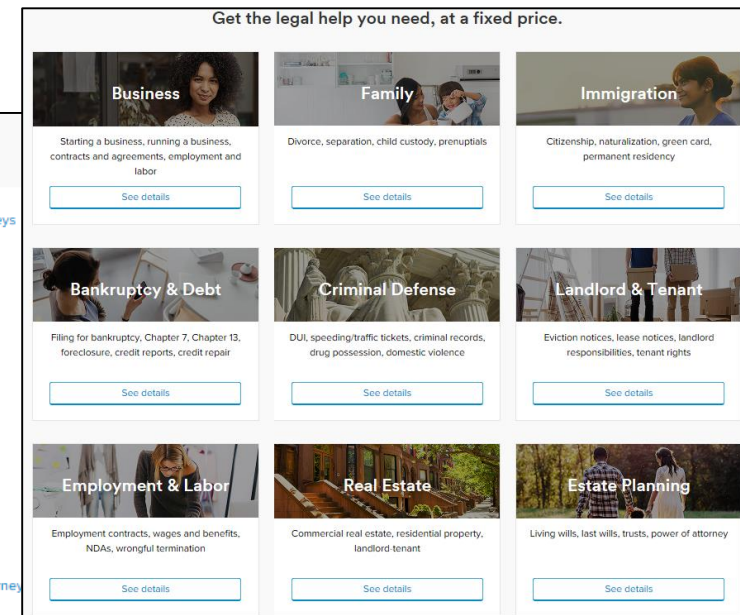 Get the legal help you need, at a fixed price.
Business
Family
Immigration
Starting a business, running a business,
contracts and agreements, employment and
labor
Divorce, separation, child custody, prenuptials
Citizenship, naturalization, green card,
permanent residency
See details
See details
See details
Bankruptcy & Debt
Criminal Defense
Landlord & Tenant
Filing for bankruptcy, Chapter 7, Chapter 13,
foreclosure, credit reports, credit repair
DUI, speeding/traffic tickets, criminal records,
drug possession, domestic violence
Eviction notices, lease notices, landlord
responsibilities, tenant rights
See details
See details
See details
Employment & Labor
Real Estate
Estate Planning
Employment contracts, wages and benefits,
NDAs, wrongful termination
Commercial real estate, residential property,
landlord-tenant
Living wills, last wills, trusts, power of attorney
See details
See details
See details